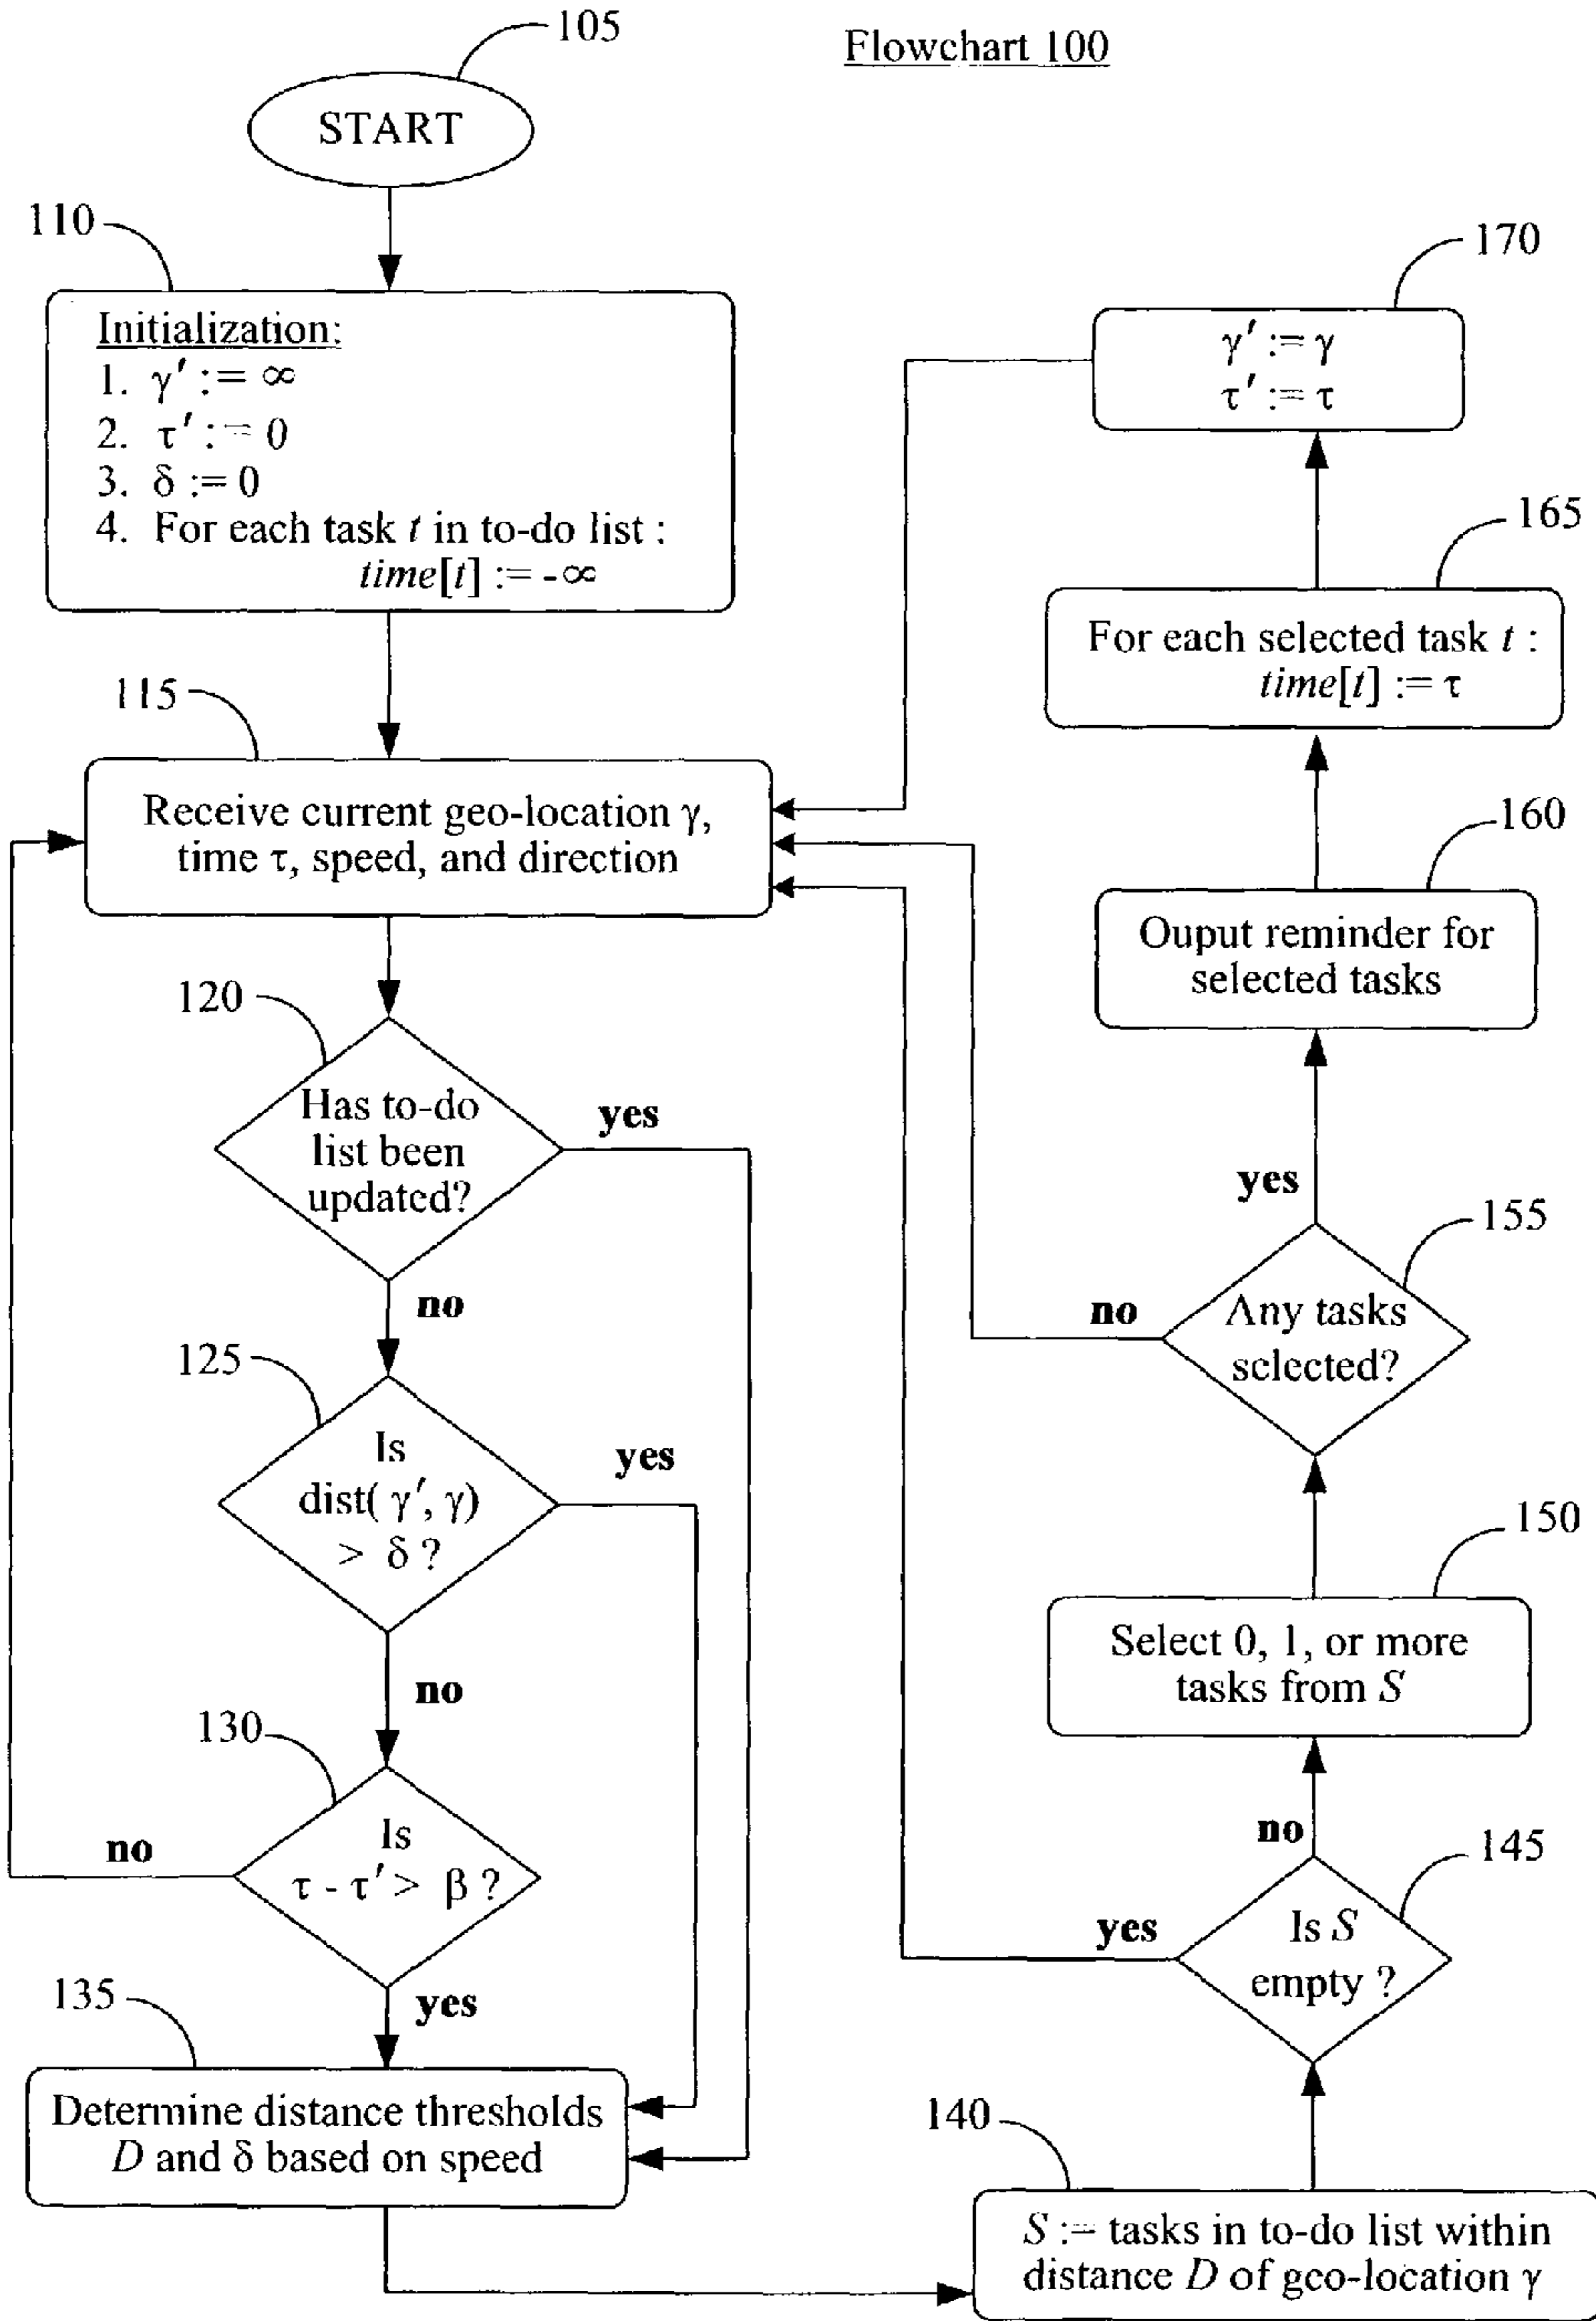 Flowchart 100
105
START
110
Initialization:
1. γ′ := ∞
2. τ′ := 0
3. δ := 0
4. For each task t in to-do list :
time[t] := -∞
115
Receive current geo-location γ,
time τ, speed, and direction
120
Has to-do
list been
updated?
yes
no
125
Is
dist( γ′, γ)
> δ ?
yes
no
130
Is
τ - τ′ > β ?
no
yes
135
Determine distance thresholds
D and δ based on speed
140
S := tasks in to-do list within
distance D of geo-location γ
145
Is S
empty ?
yes
no
150
Select 0, 1, or more
tasks from S
155
Any tasks
selected?
no
yes
160
Ouput reminder for
selected tasks
165
For each selected task t :
time[t] := τ
170
γ′ := γ
τ′ := τ